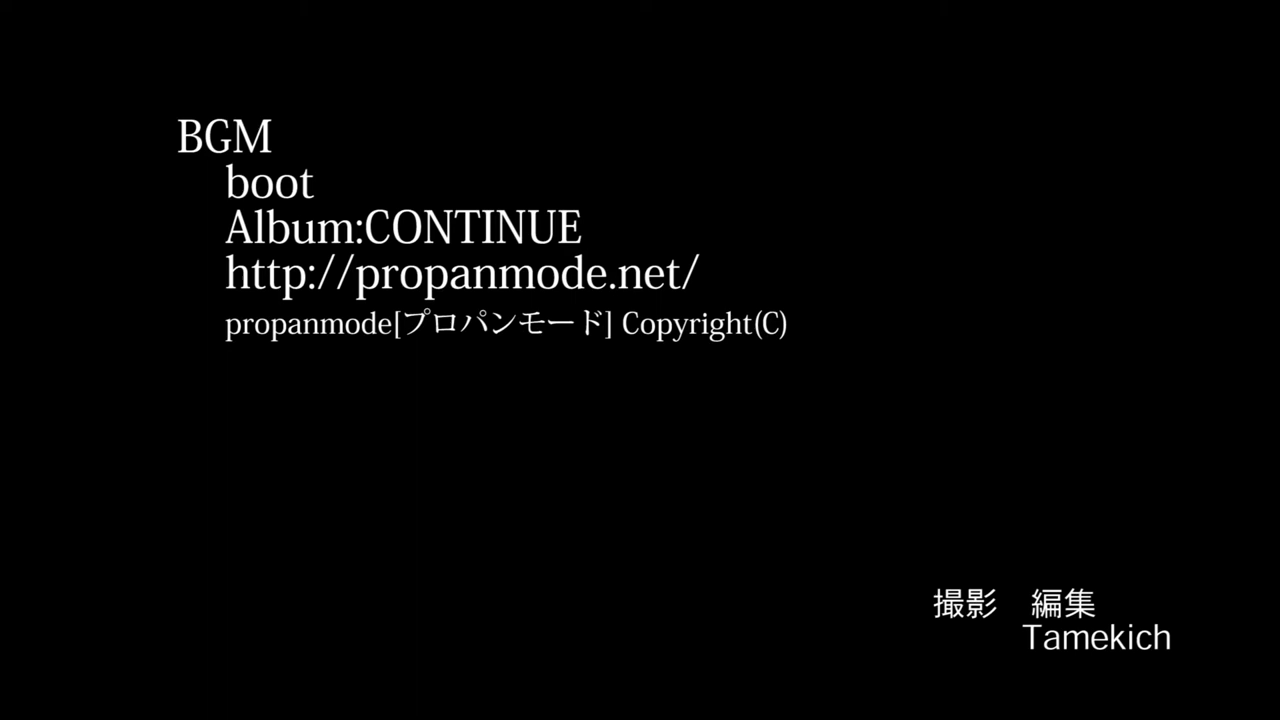 BGM
boot
Album:CONTINUE
http://propanmode.net/
propanmode[プロパンモード] Copyright(C)
撮影　編集
Tamekich